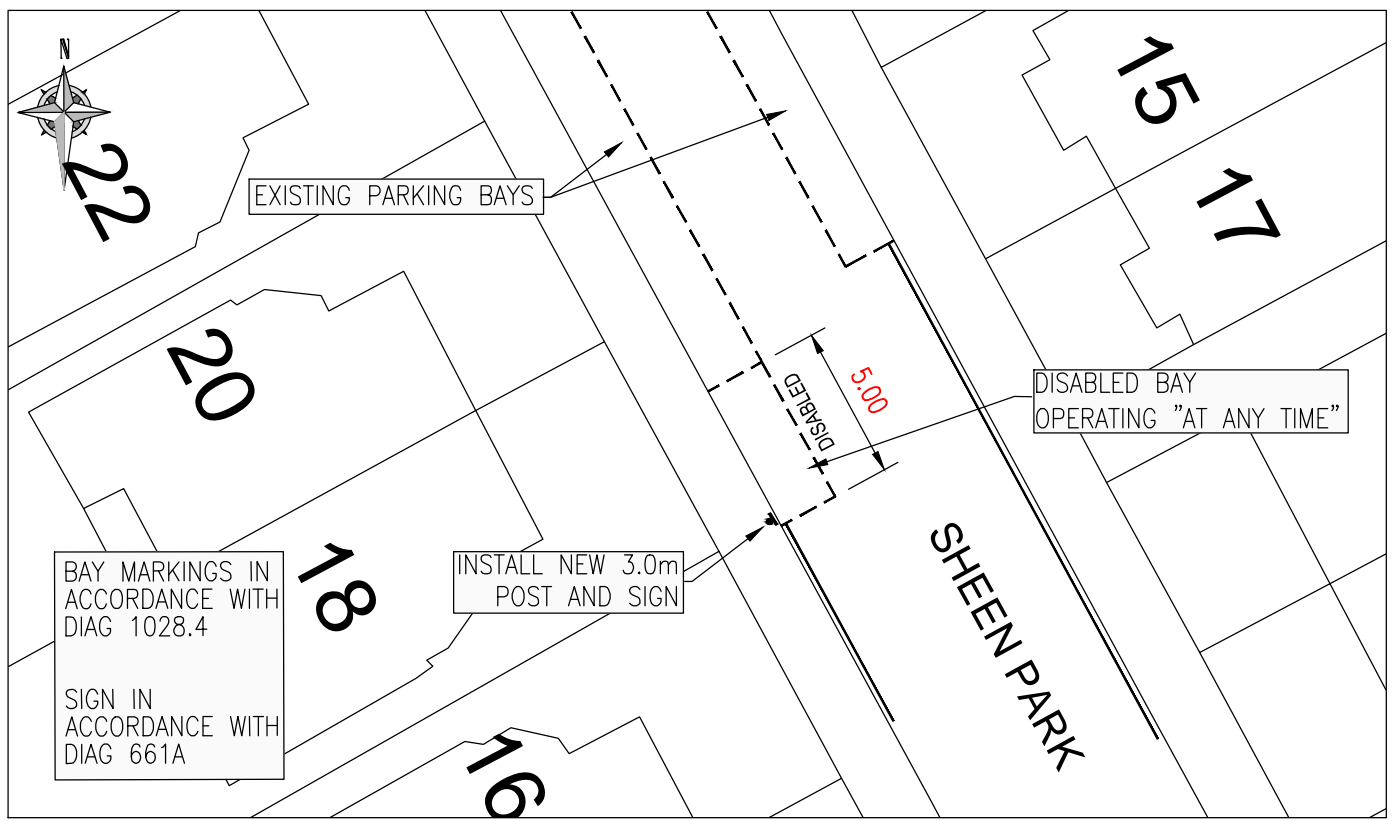 N
15
22
17
EXISTING PARKING BAYS
20
DISABLED
5.00
DISABLED BAY
OPERATING "AT ANY TIME"
SHEEN PARK
18
INSTALL NEW 3.0m
POST AND SIGN
BAY MARKINGS IN
ACCORDANCE WITH
DIAG 1028.4
SIGN IN
ACCORDANCE WITH
DIAG 661A
16